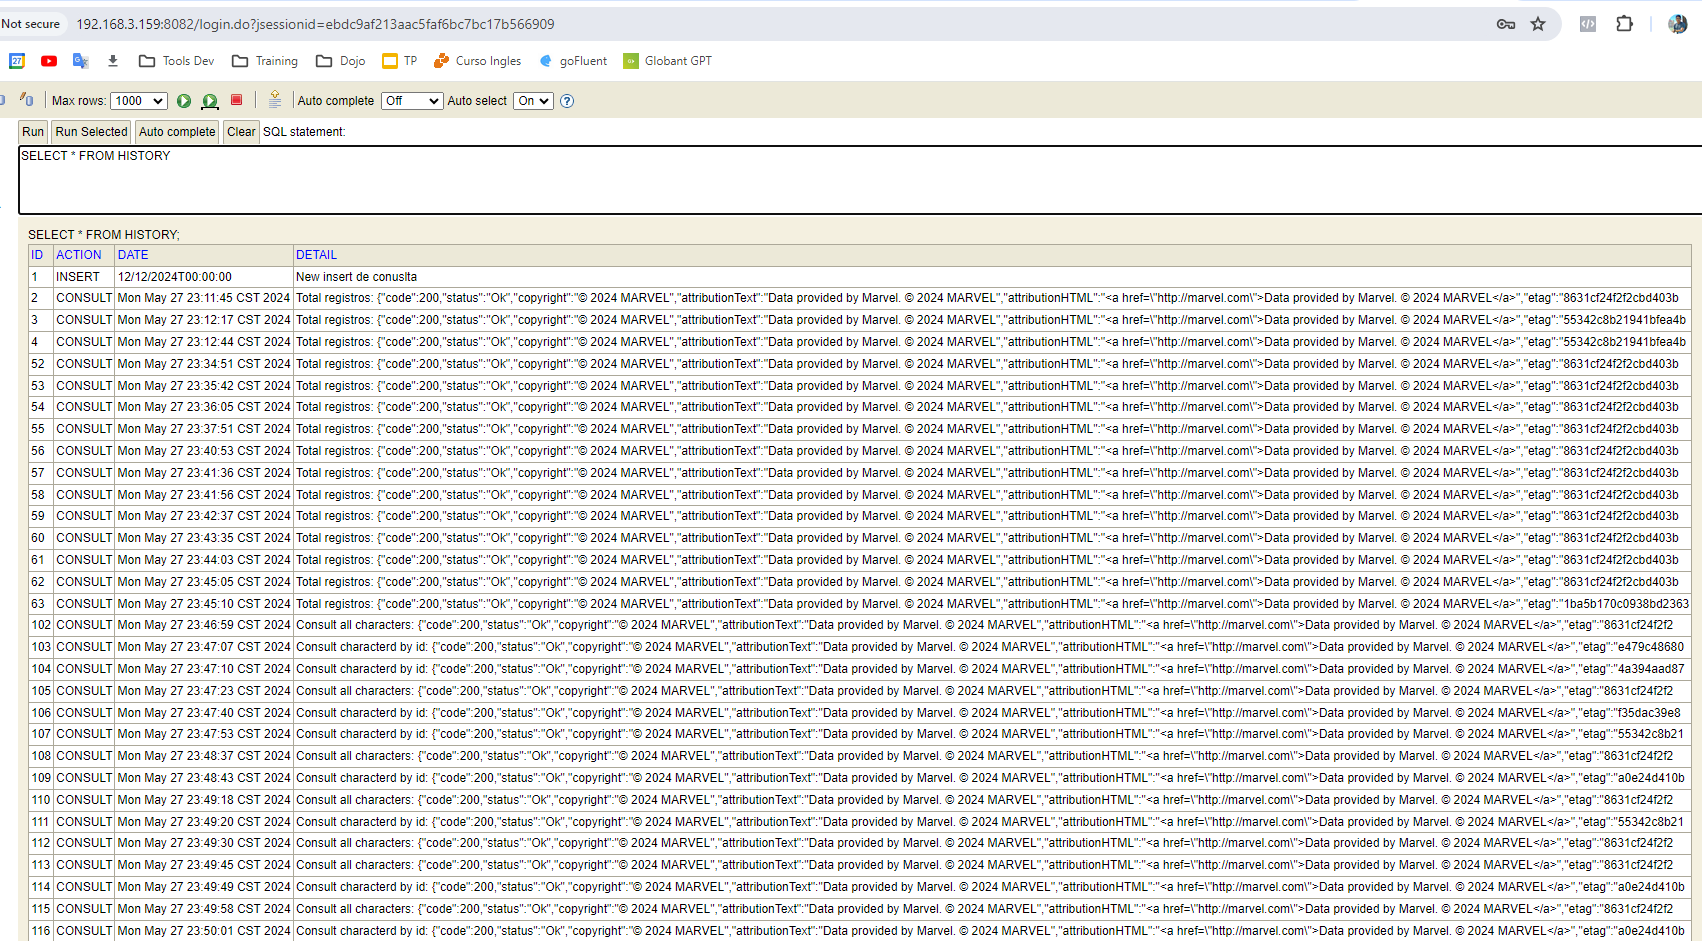 Not secure 192.168.3.159:8082/login.do?jsessionid=ebdc9af213aac5faf6bc7bc17b566909
27 Tools Dev Training Dojo TP Curso Ingles goFluent Globant GPT
Max rows: 1000 Auto complete Off Auto select On ?
Run Run Selected Auto complete Clear SQL statement:
SELECT * FROM HISTORY
SELECT * FROM HISTORY;
ID ACTION DATE DETAIL
1 INSERT 12/12/2024T00:00:00 New insert de conuslta
2 CONSULT Mon May 27 23:11:45 CST 2024 Total registros: {"code":200,"status":"Ok","copyright":"© 2024 MARVEL","attributionText":"Data provided by Marvel. © 2024 MARVEL","attributionHTML":"<a href=\"http://marvel.com\">Data provided by Marvel. © 2024 MARVEL</a>","etag":"8631cf24f2f2cbd403b
3 CONSULT Mon May 27 23:12:17 CST 2024 Total registros: {"code":200,"status":"Ok","copyright":"© 2024 MARVEL","attributionText":"Data provided by Marvel. © 2024 MARVEL","attributionHTML":"<a href=\"http://marvel.com\">Data provided by Marvel. © 2024 MARVEL</a>","etag":"55342c8b21941bfea4b
4 CONSULT Mon May 27 23:12:44 CST 2024 Total registros: {"code":200,"status":"Ok","copyright":"© 2024 MARVEL","attributionText":"Data provided by Marvel. © 2024 MARVEL","attributionHTML":"<a href=\"http://marvel.com\">Data provided by Marvel. © 2024 MARVEL</a>","etag":"55342c8b21941bfea4b
52 CONSULT Mon May 27 23:34:51 CST 2024 Total registros: {"code":200,"status":"Ok","copyright":"© 2024 MARVEL","attributionText":"Data provided by Marvel. © 2024 MARVEL","attributionHTML":"<a href=\"http://marvel.com\">Data provided by Marvel. © 2024 MARVEL</a>","etag":"8631cf24f2f2cbd403b
53 CONSULT Mon May 27 23:35:42 CST 2024 Total registros: {"code":200,"status":"Ok","copyright":"© 2024 MARVEL","attributionText":"Data provided by Marvel. © 2024 MARVEL","attributionHTML":"<a href=\"http://marvel.com\">Data provided by Marvel. © 2024 MARVEL</a>","etag":"8631cf24f2f2cbd403b
54 CONSULT Mon May 27 23:36:05 CST 2024 Total registros: {"code":200,"status":"Ok","copyright":"© 2024 MARVEL","attributionText":"Data provided by Marvel. © 2024 MARVEL","attributionHTML":"<a href=\"http://marvel.com\">Data provided by Marvel. © 2024 MARVEL</a>","etag":"8631cf24f2f2cbd403b
55 CONSULT Mon May 27 23:37:51 CST 2024 Total registros: {"code":200,"status":"Ok","copyright":"© 2024 MARVEL","attributionText":"Data provided by Marvel. © 2024 MARVEL","attributionHTML":"<a href=\"http://marvel.com\">Data provided by Marvel. © 2024 MARVEL</a>","etag":"8631cf24f2f2cbd403b
56 CONSULT Mon May 27 23:40:53 CST 2024 Total registros: {"code":200,"status":"Ok","copyright":"© 2024 MARVEL","attributionText":"Data provided by Marvel. © 2024 MARVEL","attributionHTML":"<a href=\"http://marvel.com\">Data provided by Marvel. © 2024 MARVEL</a>","etag":"8631cf24f2f2cbd403b
57 CONSULT Mon May 27 23:41:36 CST 2024 Total registros: {"code":200,"status":"Ok","copyright":"© 2024 MARVEL","attributionText":"Data provided by Marvel. © 2024 MARVEL","attributionHTML":"<a href=\"http://marvel.com\">Data provided by Marvel. © 2024 MARVEL</a>","etag":"8631cf24f2f2cbd403b
58 CONSULT Mon May 27 23:41:56 CST 2024 Total registros: {"code":200,"status":"Ok","copyright":"© 2024 MARVEL","attributionText":"Data provided by Marvel. © 2024 MARVEL","attributionHTML":"<a href=\"http://marvel.com\">Data provided by Marvel. © 2024 MARVEL</a>","etag":"8631cf24f2f2cbd403b
59 CONSULT Mon May 27 23:42:37 CST 2024 Total registros: {"code":200,"status":"Ok","copyright":"© 2024 MARVEL","attributionText":"Data provided by Marvel. © 2024 MARVEL","attributionHTML":"<a href=\"http://marvel.com\">Data provided by Marvel. © 2024 MARVEL</a>","etag":"8631cf24f2f2cbd403b
60 CONSULT Mon May 27 23:43:35 CST 2024 Total registros: {"code":200,"status":"Ok","copyright":"© 2024 MARVEL","attributionText":"Data provided by Marvel. © 2024 MARVEL","attributionHTML":"<a href=\"http://marvel.com\">Data provided by Marvel. © 2024 MARVEL</a>","etag":"8631cf24f2f2cbd403b
61 CONSULT Mon May 27 23:44:03 CST 2024 Total registros: {"code":200,"status":"Ok","copyright":"© 2024 MARVEL","attributionText":"Data provided by Marvel. © 2024 MARVEL","attributionHTML":"<a href=\"http://marvel.com\">Data provided by Marvel. © 2024 MARVEL</a>","etag":"8631cf24f2f2cbd403b
62 CONSULT Mon May 27 23:45:05 CST 2024 Total registros: {"code":200,"status":"Ok","copyright":"© 2024 MARVEL","attributionText":"Data provided by Marvel. © 2024 MARVEL","attributionHTML":"<a href=\"http://marvel.com\">Data provided by Marvel. © 2024 MARVEL</a>","etag":"8631cf24f2f2cbd403b
63 CONSULT Mon May 27 23:45:10 CST 2024 Total registros: {"code":200,"status":"Ok","copyright":"© 2024 MARVEL","attributionText":"Data provided by Marvel. © 2024 MARVEL","attributionHTML":"<a href=\"http://marvel.com\">Data provided by Marvel. © 2024 MARVEL</a>","etag":"1ba5b170c0938bd2363
102 CONSULT Mon May 27 23:46:59 CST 2024 Consult all characters: {"code":200,"status":"Ok","copyright":"© 2024 MARVEL","attributionText":"Data provided by Marvel. © 2024 MARVEL","attributionHTML":"<a href=\"http://marvel.com\">Data provided by Marvel. © 2024 MARVEL</a>","etag":"8631cf24f2f2
103 CONSULT Mon May 27 23:47:07 CST 2024 Consult characterd by id: {"code":200,"status":"Ok","copyright":"© 2024 MARVEL","attributionText":"Data provided by Marvel. © 2024 MARVEL","attributionHTML":"<a href=\"http://marvel.com\">Data provided by Marvel. © 2024 MARVEL</a>","etag":"e479c48680
104 CONSULT Mon May 27 23:47:10 CST 2024 Consult characterd by id: {"code":200,"status":"Ok","copyright":"© 2024 MARVEL","attributionText":"Data provided by Marvel. © 2024 MARVEL","attributionHTML":"<a href=\"http://marvel.com\">Data provided by Marvel. © 2024 MARVEL</a>","etag":"4a394aad87
105 CONSULT Mon May 27 23:47:23 CST 2024 Consult all characters: {"code":200,"status":"Ok","copyright":"© 2024 MARVEL","attributionText":"Data provided by Marvel. © 2024 MARVEL","attributionHTML":"<a href=\"http://marvel.com\">Data provided by Marvel. © 2024 MARVEL</a>","etag":"8631cf24f2f2
106 CONSULT Mon May 27 23:47:40 CST 2024 Consult characterd by id: {"code":200,"status":"Ok","copyright":"© 2024 MARVEL","attributionText":"Data provided by Marvel. © 2024 MARVEL","attributionHTML":"<a href=\"http://marvel.com\">Data provided by Marvel. © 2024 MARVEL</a>","etag":"f35dac39e8
107 CONSULT Mon May 27 23:47:53 CST 2024 Consult characterd by id: {"code":200,"status":"Ok","copyright":"© 2024 MARVEL","attributionText":"Data provided by Marvel. © 2024 MARVEL","attributionHTML":"<a href=\"http://marvel.com\">Data provided by Marvel. © 2024 MARVEL</a>","etag":"55342c8b21
108 CONSULT Mon May 27 23:48:37 CST 2024 Consult all characters: {"code":200,"status":"Ok","copyright":"© 2024 MARVEL","attributionText":"Data provided by Marvel. © 2024 MARVEL","attributionHTML":"<a href=\"http://marvel.com\">Data provided by Marvel. © 2024 MARVEL</a>","etag":"8631cf24f2f2
109 CONSULT Mon May 27 23:48:43 CST 2024 Consult characterd by id: {"code":200,"status":"Ok","copyright":"© 2024 MARVEL","attributionText":"Data provided by Marvel. © 2024 MARVEL","attributionHTML":"<a href=\"http://marvel.com\">Data provided by Marvel. © 2024 MARVEL</a>","etag":"a0e24d410b
110 CONSULT Mon May 27 23:49:18 CST 2024 Consult all characters: {"code":200,"status":"Ok","copyright":"© 2024 MARVEL","attributionText":"Data provided by Marvel. © 2024 MARVEL","attributionHTML":"<a href=\"http://marvel.com\">Data provided by Marvel. © 2024 MARVEL</a>","etag":"8631cf24f2f2
111 CONSULT Mon May 27 23:49:20 CST 2024 Consult characterd by id: {"code":200,"status":"Ok","copyright":"© 2024 MARVEL","attributionText":"Data provided by Marvel. © 2024 MARVEL","attributionHTML":"<a href=\"http://marvel.com\">Data provided by Marvel. © 2024 MARVEL</a>","etag":"55342c8b21
112 CONSULT Mon May 27 23:49:30 CST 2024 Consult all characters: {"code":200,"status":"Ok","copyright":"© 2024 MARVEL","attributionText":"Data provided by Marvel. © 2024 MARVEL","attributionHTML":"<a href=\"http://marvel.com\">Data provided by Marvel. © 2024 MARVEL</a>","etag":"8631cf24f2f2
113 CONSULT Mon May 27 23:49:45 CST 2024 Consult all characters: {"code":200,"status":"Ok","copyright":"© 2024 MARVEL","attributionText":"Data provided by Marvel. © 2024 MARVEL","attributionHTML":"<a href=\"http://marvel.com\">Data provided by Marvel. © 2024 MARVEL</a>","etag":"8631cf24f2f2
114 CONSULT Mon May 27 23:49:49 CST 2024 Consult characterd by id: {"code":200,"status":"Ok","copyright":"© 2024 MARVEL","attributionText":"Data provided by Marvel. © 2024 MARVEL","attributionHTML":"<a href=\"http://marvel.com\">Data provided by Marvel. © 2024 MARVEL</a>","etag":"a0e24d410b
115 CONSULT Mon May 27 23:49:58 CST 2024 Consult all characters: {"code":200,"status":"Ok","copyright":"© 2024 MARVEL","attributionText":"Data provided by Marvel. © 2024 MARVEL","attributionHTML":"<a href=\"http://marvel.com\">Data provided by Marvel. © 2024 MARVEL</a>","etag":"8631cf24f2f2
116 CONSULT Mon May 27 23:50:01 CST 2024 Consult characterd by id: {"code":200,"status":"Ok","copyright":"© 2024 MARVEL","attributionText":"Data provided by Marvel. © 2024 MARVEL","attributionHTML":"<a href=\"http://marvel.com\">Data provided by Marvel. © 2024 MARVEL</a>","etag":"a0e24d410b